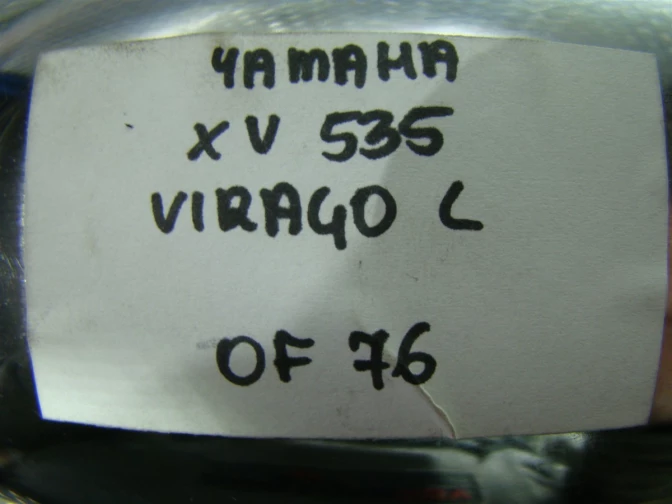 YAMAHA
XV 535
VIRAGO C
OF 76